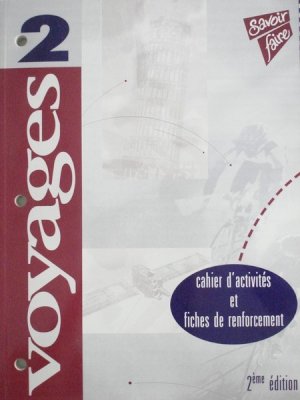 2
voyages
savoir
faire
cahier d'activités
et
fiches de renforcement
2ème édition